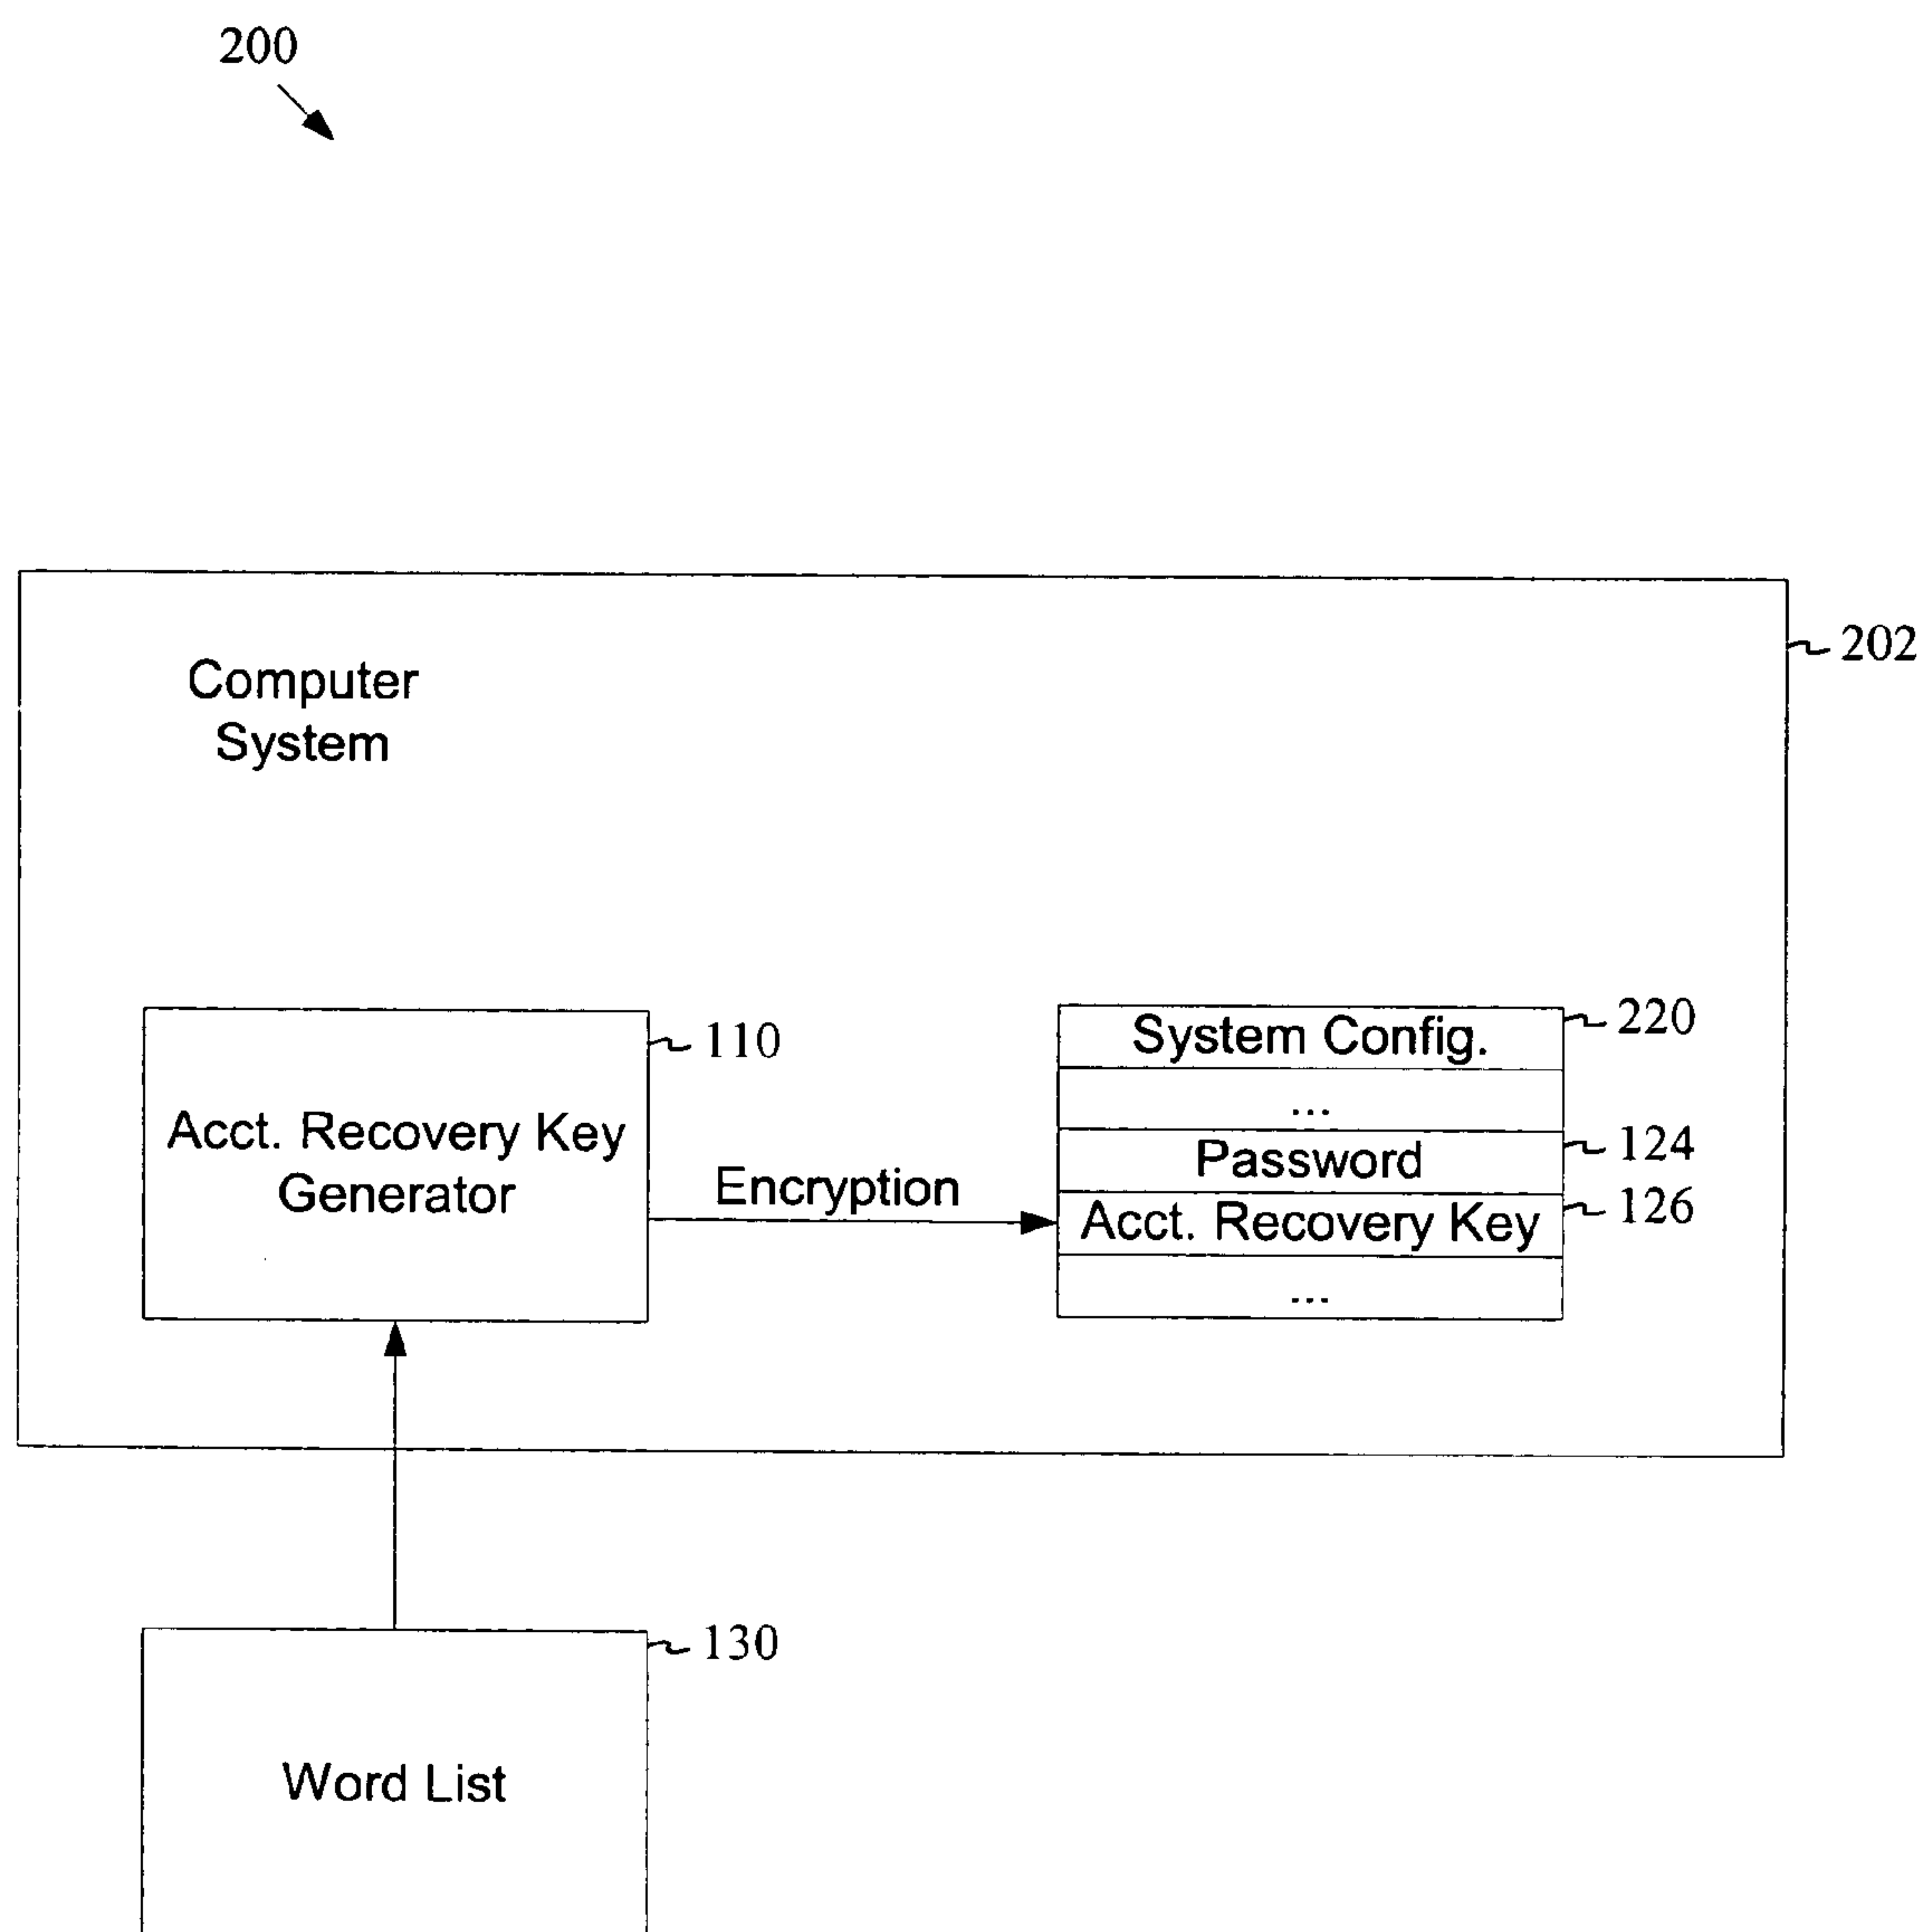 200
202
Computer
System
110
220
System Config.
...
Acct. Recovery Key
Generator
Encryption
Password
124
Acct. Recovery Key
126
...
130
Word List